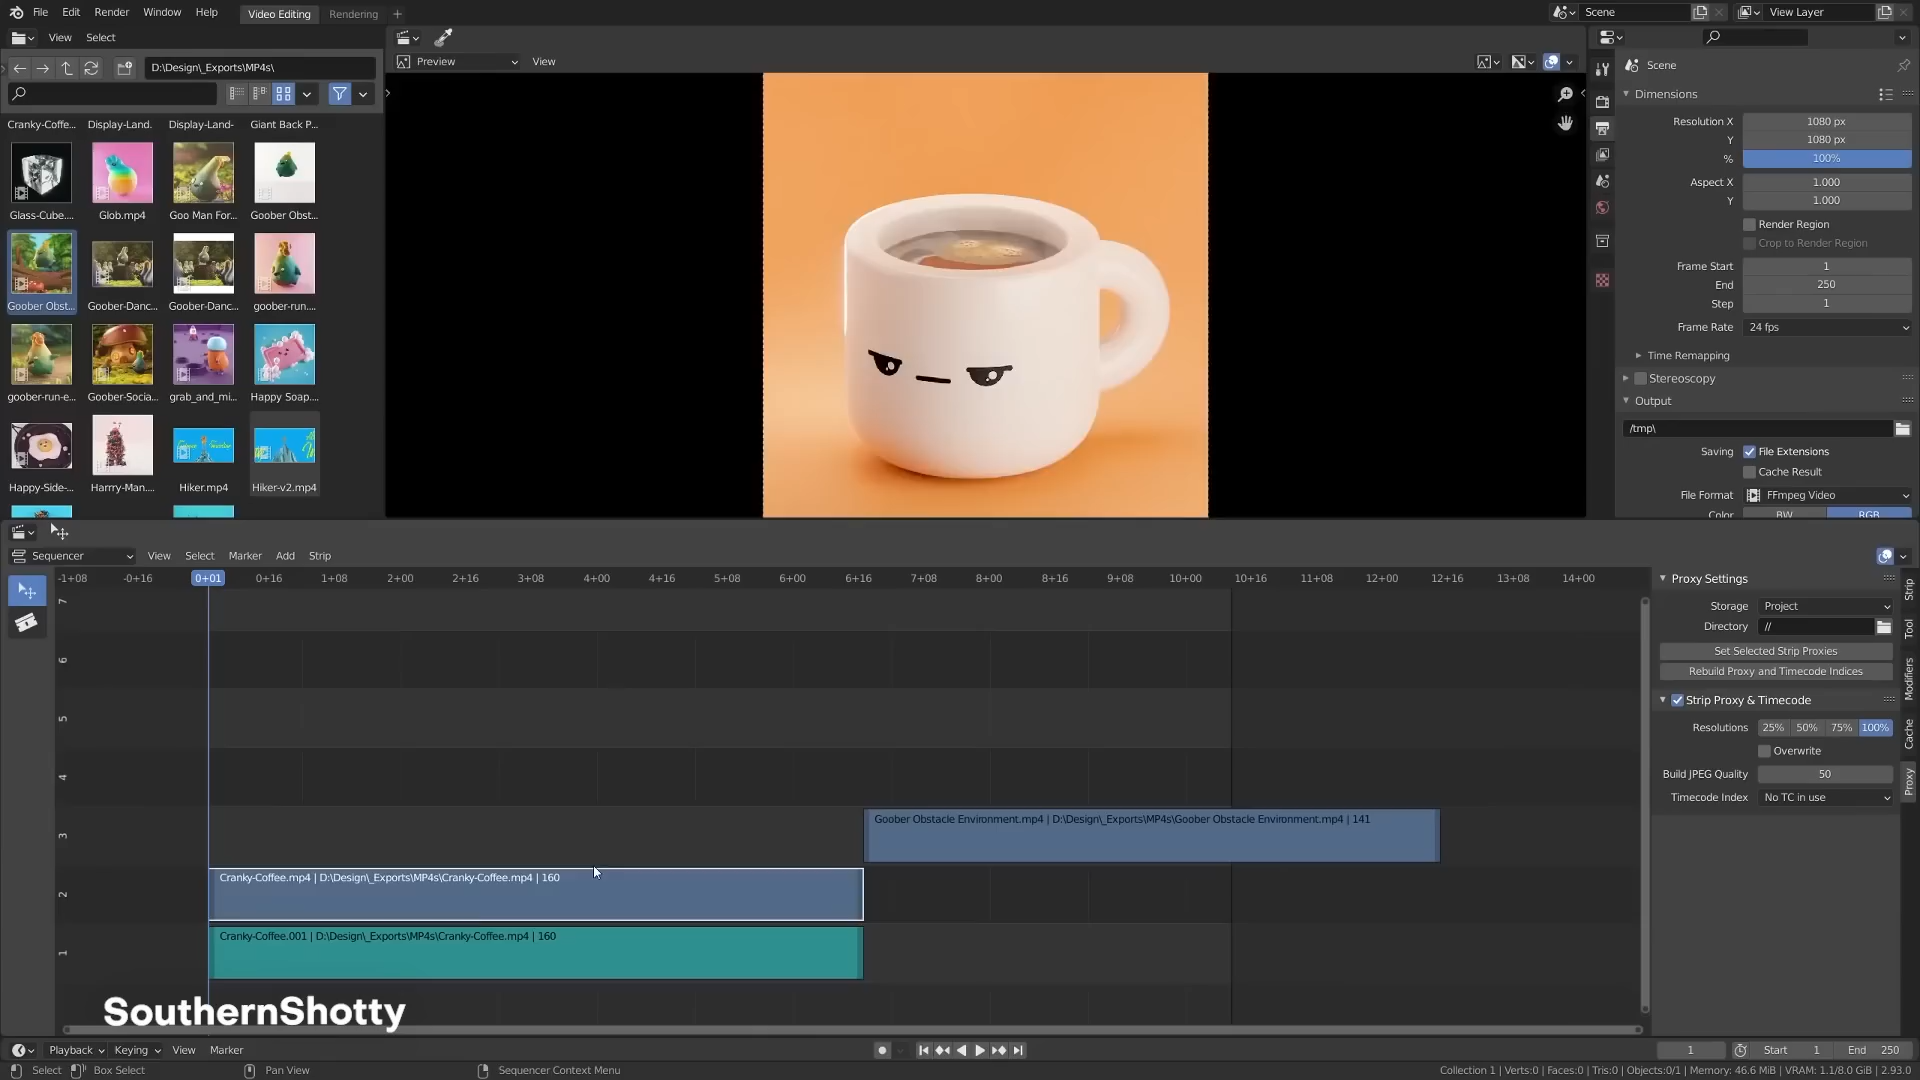 File Edit Render Window Help Video Editing Rendering + Scene View Layer
View Select
D:\Design\_Exports\MP4s\
Preview View
Cranky-Coffe... Display-Land. Display-Land- Giant Back P...
Glass-Cube.... Glob.mp4 Goo Man For... Goober Obst...
Goober Obst... Goober-Danc... Goober-Danc... goober-run....
goober-run-e... Goober-Socia... grab_and_mi... Happy Soap....
Happy-Side-... Harrry-Man.... Hiker.mp4 Hiker-v2.mp4
Scene
Dimensions
Resolution X 1080 px
Y 1080 px
% 100%
Aspect X 1.000
Y 1.000
Render Region
Crop to Render Region
Frame Start 1
End 250
Step 1
Frame Rate 24 fps
Time Remapping
Stereoscopy
Output
/tmp\
Saving File Extensions
Cache Result
File Format FFmpeg Video
Color BW RGB
Sequencer View Select Marker Add Strip
-1+08 -0+16 0+01 0+16 1+08 2+00 2+16 3+08 4+00 4+16 5+08 6+00 6+16 7+08 8+00 8+16 9+08 10+00 10+16 11+08 12+00 12+16 13+08 14+00
7
6
5
4
3
2
1
Goober Obstacle Environment.mp4 | D:\Design\_Exports\MP4s\Goober Obstacle Environment.mp4 | 141
Cranky-Coffee.mp4 | D:\Design\_Exports\MP4s\Cranky-Coffee.mp4 | 160
Cranky-Coffee.001 | D:\Design\_Exports\MP4s\Cranky-Coffee.mp4 | 160
Proxy Settings
Storage Project
Directory //
Set Selected Strip Proxies
Rebuild Proxy and Timecode Indices
Strip Proxy & Timecode
Resolutions 25% 50% 75% 100%
Overwrite
Build JPEG Quality 50
Timecode Index No TC in use
Strip
Tool
Modifiers
Cache
Proxy
SouthernShotty
Playback Keying View Marker 1 Start 1 End 250
Select Box Select Pan View Sequencer Context Menu Collection 1 | Verts:0 | Faces:0 | Tris:0 | Objects:0/1 | Memory: 46.6 MiB | VRAM: 1.1/8.0 GiB | 2.93.0